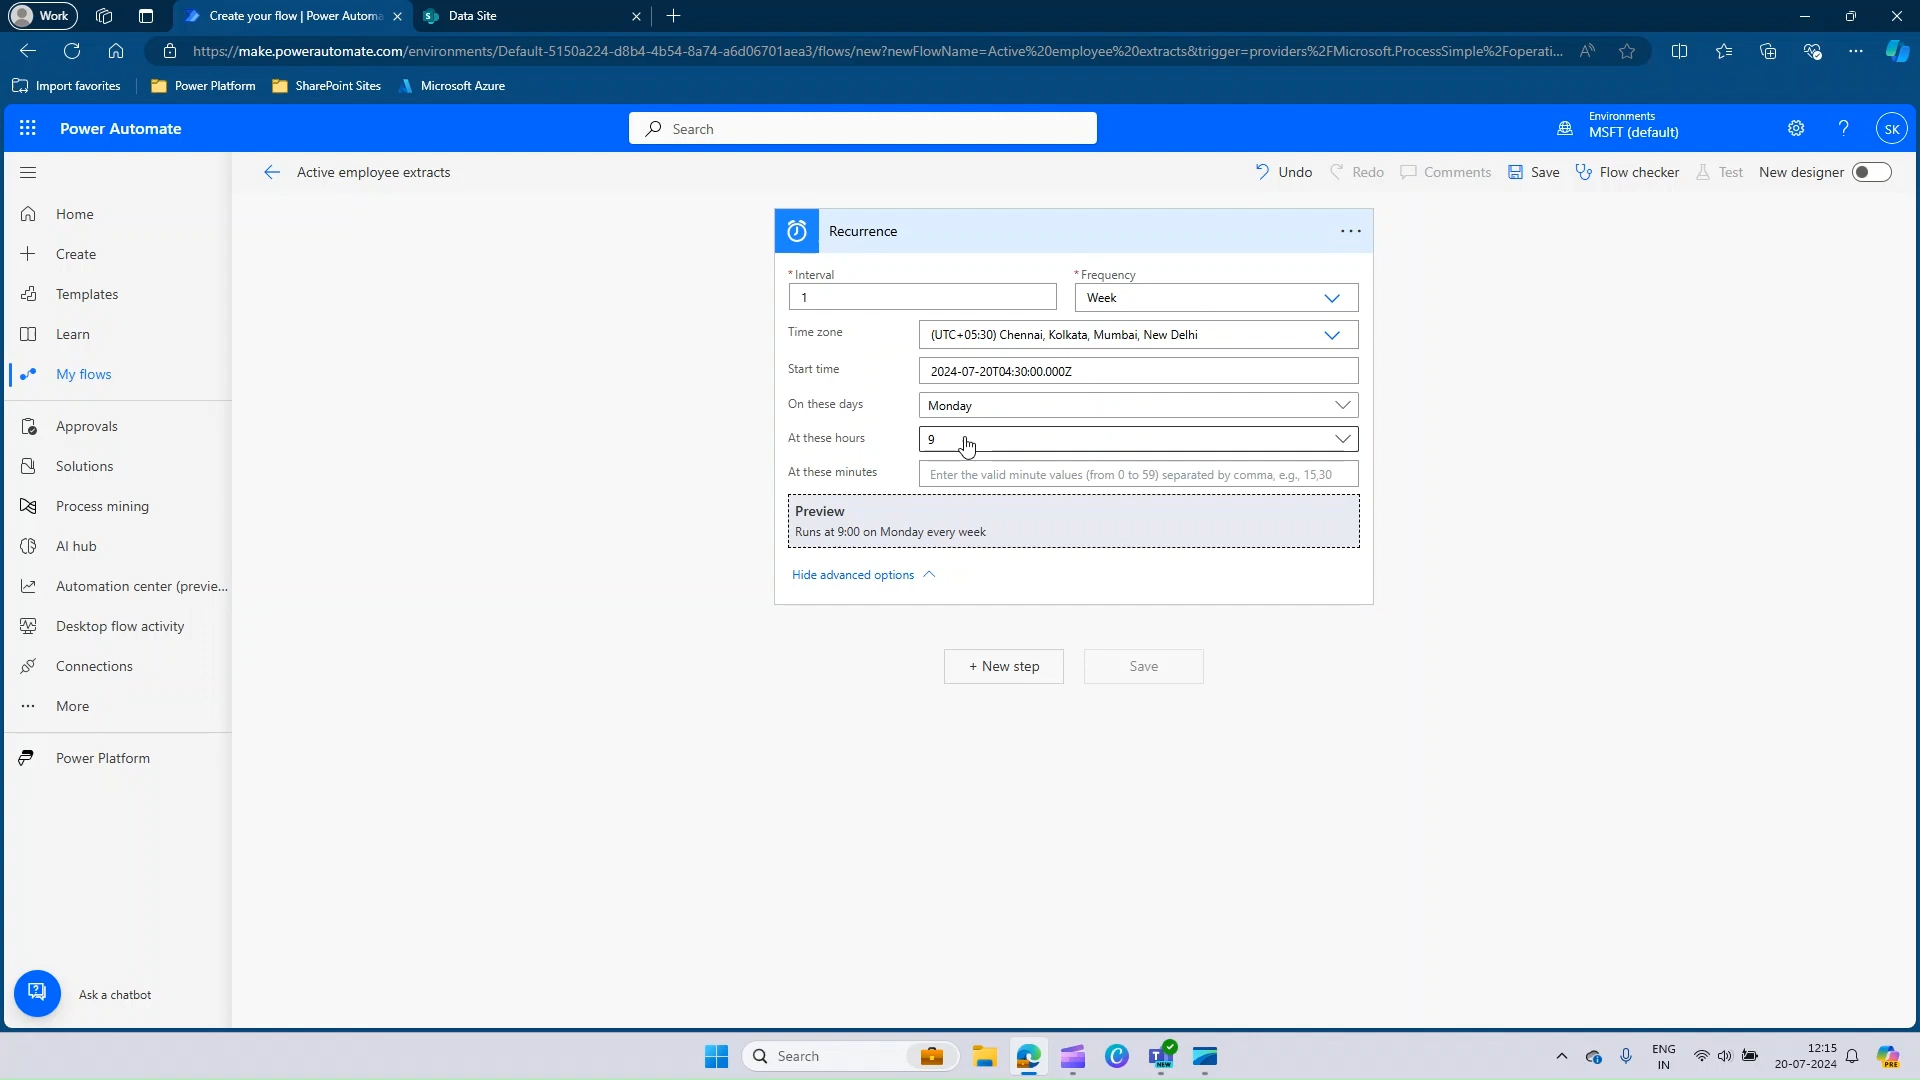 Work
Create your flow | Power Automa
Data Site
https://make.powerautomate.com/environments/Default-5150a224-d8b4-4b54-8a74-a6d06701aea3/flows/new?newFlowName=Active%20employee%20extracts&trigger=providers%2FMicrosoft.ProcessSimple%2Foperati...
Import favorites
Power Platform
SharePoint Sites
Microsoft Azure
Power Automate
Search
Environments
MSFT (default)
SK
Active employee extracts
Undo
Redo
Comments
Save
Flow checker
Test
New designer
Home
Create
Templates
Learn
My flows
Approvals
Solutions
Process mining
AI hub
Automation center (previe...
Desktop flow activity
Connections
More
Power Platform
Ask a chatbot
Recurrence
* Interval
1
* Frequency
Week
Time zone
(UTC+05:30) Chennai, Kolkata, Mumbai, New Delhi
Start time
2024-07-20T04:30:00.000Z
On these days
Monday
At these hours
9
At these minutes
Enter the valid minute values (from 0 to 59) separated by comma, e.g., 15,30
Preview
Runs at 9:00 on Monday every week
Hide advanced options
+ New step
Save
Search
NEW
ENG
IN
12:15
20-07-2024
PRE